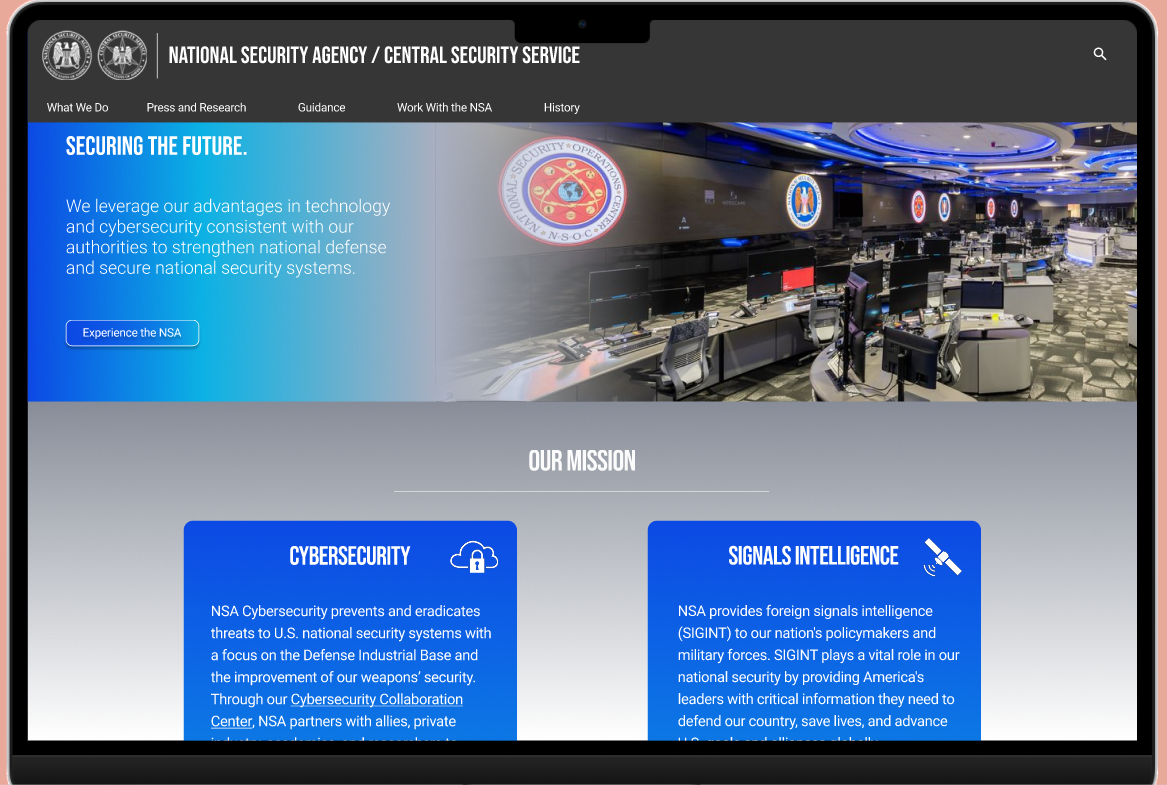 NATIONAL SECURITY AGENCY / CENTRAL SECURITY SERVICE
What We Do
Press and Research
Guidance
Work With the NSA
History
SECURING THE FUTURE.
We leverage our advantages in technology
and cybersecurity consistent with our
authorities to strengthen national defense
and secure national security systems.
Experience the NSA
NATIONAL SECURITY OPERATIONS CENTER
N·S·O·C
OUR MISSION
CYBERSECURITY
NSA Cybersecurity prevents and eradicates
threats to U.S. national security systems with
a focus on the Defense Industrial Base and
the improvement of our weapons’ security.
Through our Cybersecurity Collaboration
Center, NSA partners with allies, private
SIGNALS INTELLIGENCE
NSA provides foreign signals intelligence
(SIGINT) to our nation's policymakers and
military forces. SIGINT plays a vital role in our
national security by providing America's
leaders with critical information they need to
defend our country, save lives, and advance